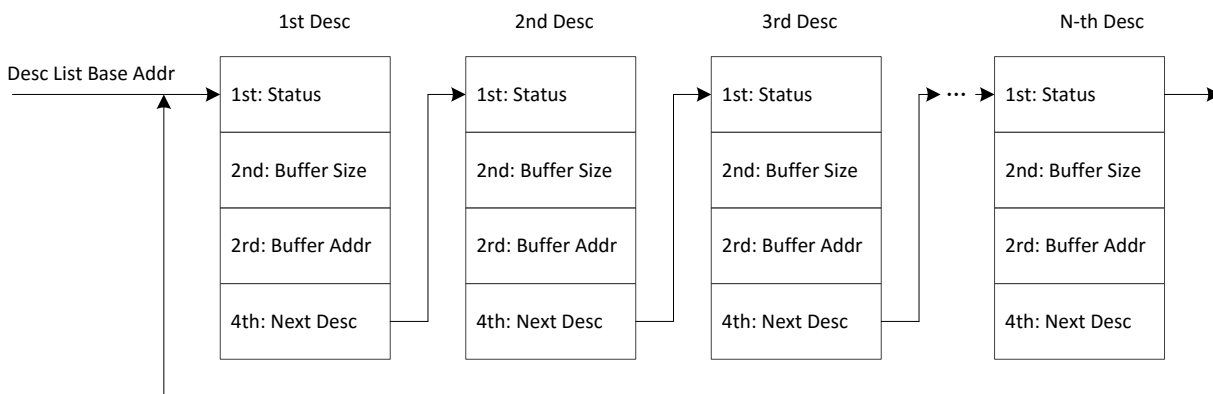 1st Desc
2nd Desc
3rd Desc
N-th Desc
Desc List Base Addr
1st: Status
1st: Status
1st: Status
...
1st: Status
2nd: Buffer Size
2nd: Buffer Size
2nd: Buffer Size
2nd: Buffer Size
2rd: Buffer Addr
2rd: Buffer Addr
2rd: Buffer Addr
2rd: Buffer Addr
4th: Next Desc
4th: Next Desc
4th: Next Desc
4th: Next Desc